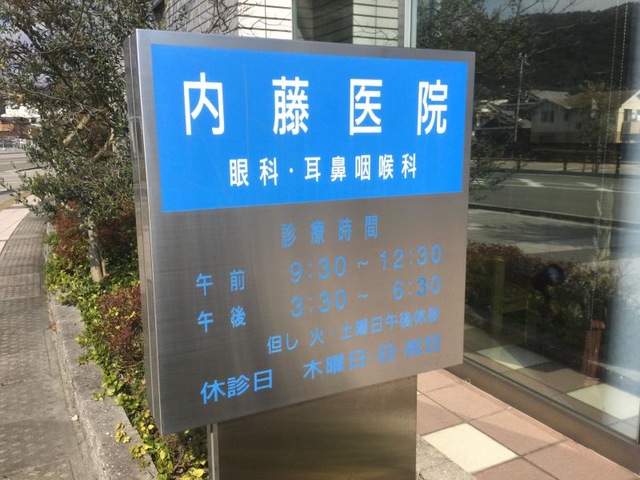 内藤医院
眼科・耳鼻咽喉科
診療時間
午前 9:30～12:30
午後 3:30～6:30
但し 火・土曜日午後休診
休診日 木曜日・日・祝日